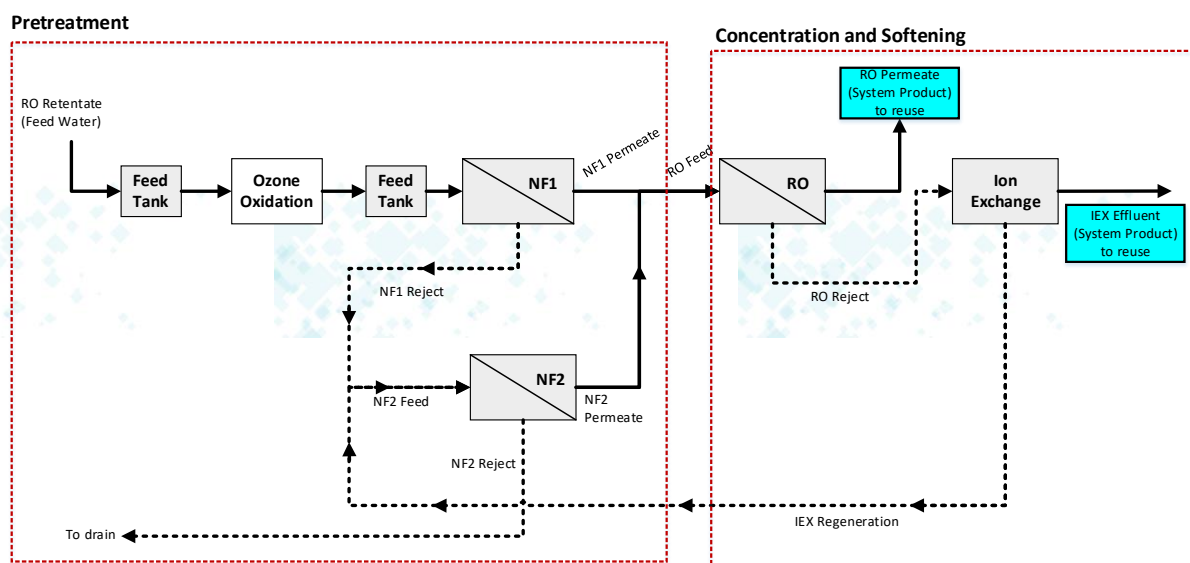 Pretreatment
Concentration and Softening
RO Retentate
(Feed Water)
Feed
Tank
Ozone
Oxidation
Feed
Tank
NF1
NF1 Permeate
RO Feed
RO
RO Permeate
(System Product)
to reuse
Ion
Exchange
IEX Effluent
(System Product)
to reuse
NF1 Reject
RO Reject
NF2 Feed
NF2
NF2
Permeate
NF2 Reject
IEX Regeneration
To drain